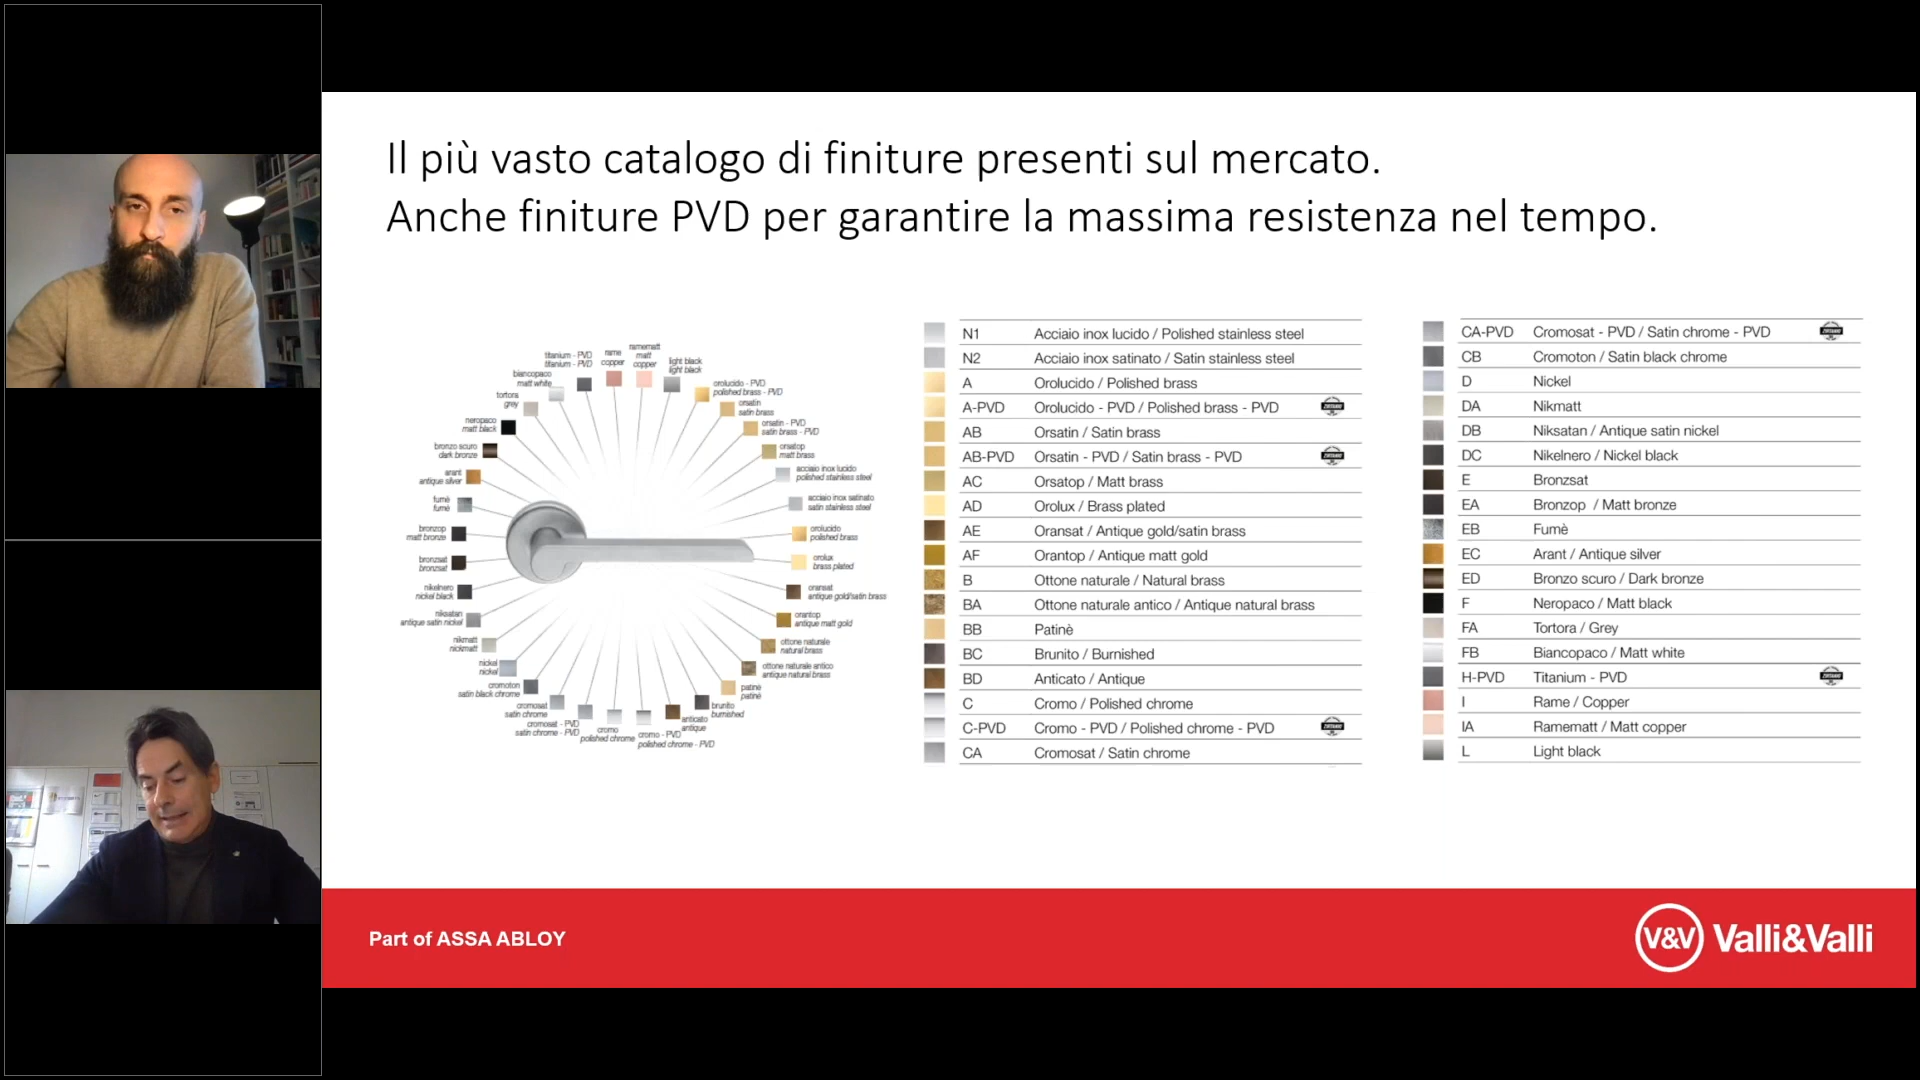 Il più vasto catalogo di finiture presenti sul mercato.
Anche finiture PVD per garantire la massima resistenza nel tempo.
titanium - PVD
titanium - PVD
rame
copper
ramematt
matt
copper
light black
light black
biancopaco
matt white
tortora
grey
neropaco
matt black
bronzo scuro
dark bronze
arant
antique silver
fumè
fumè
bronzop
matt bronze
bronzsat
bronzsat
nikelnero
nickel black
niksatan
antique satin nickel
nikmatt
nickmatt
nickel
nickel
cromoton
satin black chrome
cromosat
satin chrome
cromosat - PVD
satin chrome - PVD
cromo
polished chrome
cromo - PVD
polished chrome - PVD
anticato
antique
brunito
burnished
patinè
patinè
ottone naturale antico
antique natural brass
ottone naturale
natural brass
orantop
antique matt gold
oransat
antique gold/satin brass
orolux
brass plated
orolucido
polished brass
acciaio inox satinato
satin stainless steel
acciaio inox lucido
polished stainless steel
orsatop
matt brass
orsatin - PVD
satin brass - PVD
orsatin
satin brass
orolucido - PVD
polished brass - PVD
N1 Acciaio inox lucido / Polished stainless steel
N2 Acciaio inox satinato / Satin stainless steel
A Orolucido / Polished brass
A-PVD Orolucido - PVD / Polished brass - PVD
AB Orsatin / Satin brass
AB-PVD Orsatin - PVD / Satin brass - PVD
AC Orsatop / Matt brass
AD Orolux / Brass plated
AE Oransat / Antique gold/satin brass
AF Orantop / Antique matt gold
B Ottone naturale / Natural brass
BA Ottone naturale antico / Antique natural brass
BB Patinè
BC Brunito / Burnished
BD Anticato / Antique
C Cromo / Polished chrome
C-PVD Cromo - PVD / Polished chrome - PVD
CA Cromosat / Satin chrome
CA-PVD Cromosat - PVD / Satin chrome - PVD
CB Cromoton / Satin black chrome
D Nickel
DA Nikmatt
DB Niksatan / Antique satin nickel
DC Nikelnero / Nickel black
E Bronzsat
EA Bronzop / Matt bronze
EB Fumè
EC Arant / Antique silver
ED Bronzo scuro / Dark bronze
F Neropaco / Matt black
FA Tortora / Grey
FB Biancopaco / Matt white
H-PVD Titanium - PVD
I Rame / Copper
IA Ramematt / Matt copper
L Light black
Part of ASSA ABLOY
V&V Valli&Valli